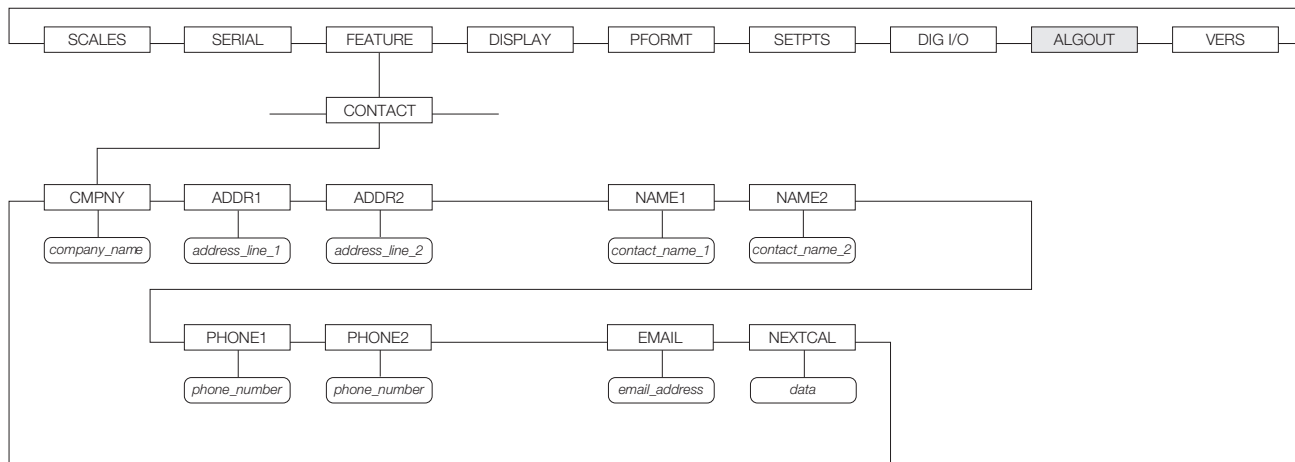 SCALES SERIAL FEATURE DISPLAY PFORMT SETPTS DIG I/O ALGOUT VERS
CONTACT
CMPNY ADDR1 ADDR2 NAME1 NAME2
company_name address_line_1 address_line_2 contact_name_1 contact_name_2
PHONE1 PHONE2 EMAIL NEXTCAL
phone_number phone_number email_address data